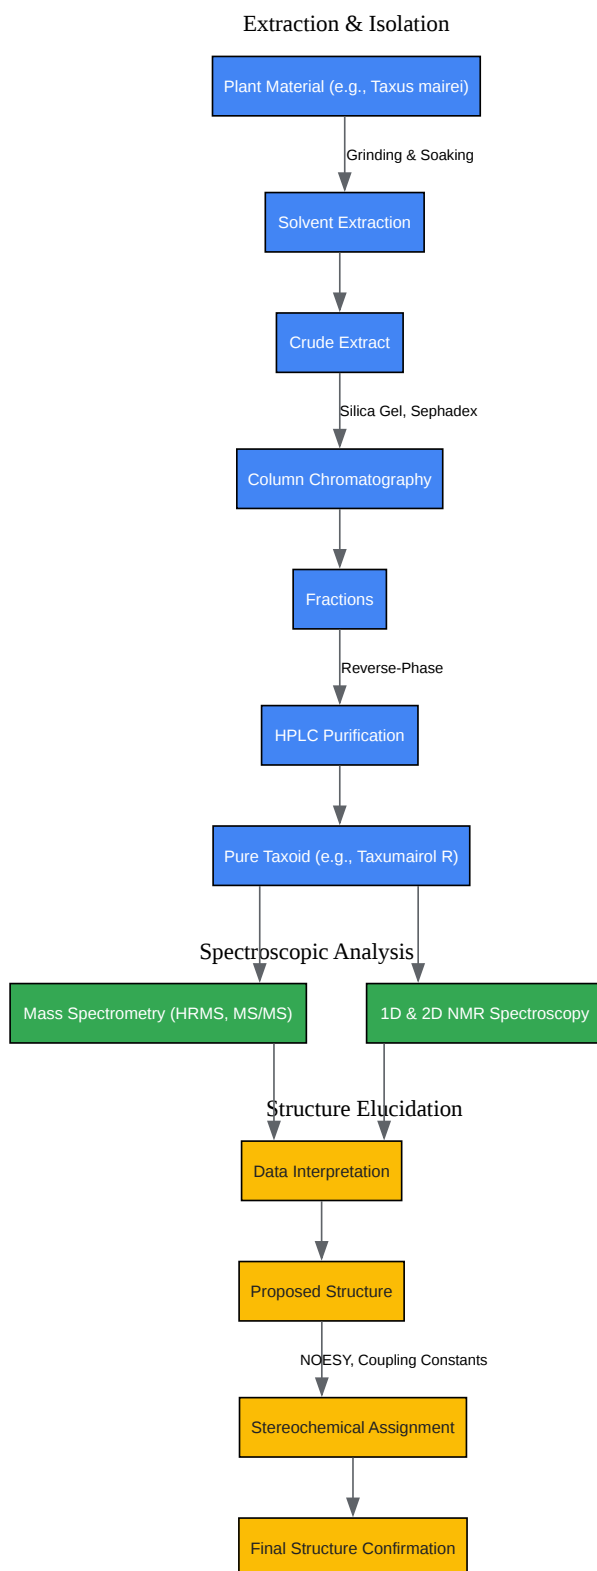 Extraction & Isolation
Plant Material (e.g., Taxus mairei)
Grinding & Soaking
Solvent Extraction
Crude Extract
Silica Gel, Sephadex
Column Chromatography
Fractions
Reverse-Phase
HPLC Purification
Pure Taxoid (e.g., Taxumairol R)
Spectroscopic Analysis
Mass Spectrometry (HRMS, MS/MS)
1D & 2D NMR Spectroscopy
Structure Elucidation
Data Interpretation
Proposed Structure
NOESY, Coupling Constants
Stereochemical Assignment
Final Structure Confirmation